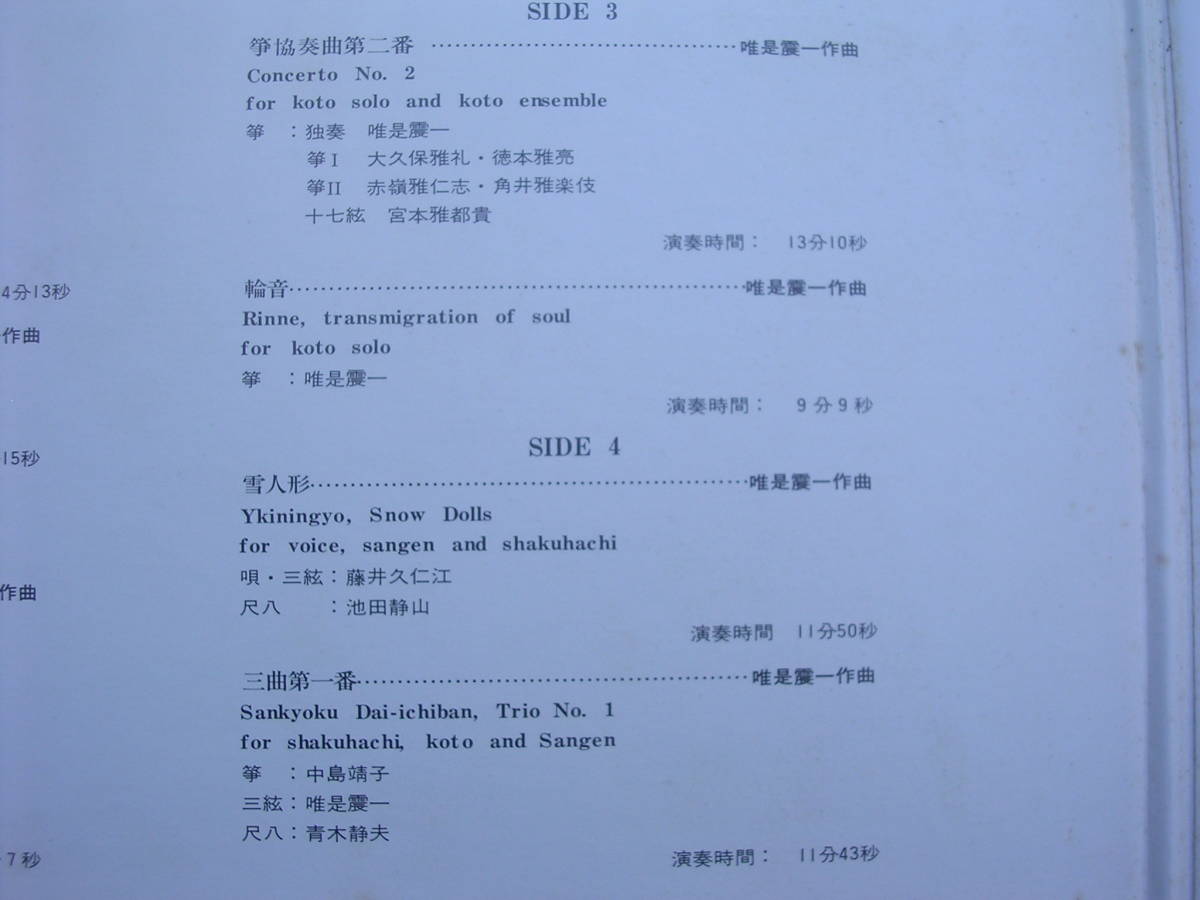 SIDE 3
箏協奏曲第二番 ……………………………… 唯是震一作曲
Concerto No. 2
for koto solo and koto ensemble
箏 ：独奏 唯是震一
箏I 大久保雅礼・徳本雅亮
箏II 赤嶺雅仁志・角井雅楽伎
十七絃 宮本雅都貴
演奏時間： 13分10秒
輪音……………………………………………唯是震一作曲
Rinne, transmigration of soul
for koto solo
箏 ：唯是震一
演奏時間： 9分9秒
SIDE 4
雪人形…………………………………………唯是震一作曲
Ykiningyo, Snow Dolls
for voice, sangen and shakuhachi
唄・三絃：藤井久仁江
尺八 ：池田静山
演奏時間 11分50秒
三曲第一番……………………………………唯是震一作曲
Sankyoku Dai-ichiban, Trio No. 1
for shakuhachi, koto and Sangen
箏 ：中島靖子
三絃：唯是震一
尺八：青木静夫
演奏時間： 11分43秒
4分13秒
作曲
15秒
作曲
7秒